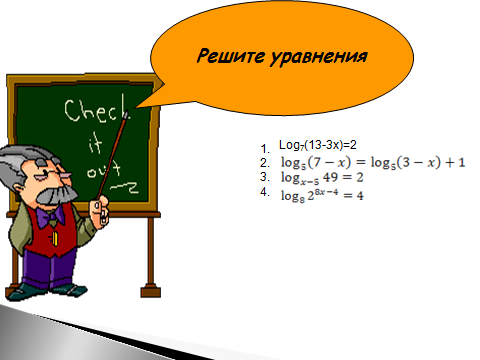 Решите уравнения
Check
it
out
1. Log₇(13-3x)=2
2. log₅(7 − x) = log₅(3 − x) + 1
3. logₓ₋₅ 49 = 2
4. log₈ 2⁸ˣ⁻⁴ = 4